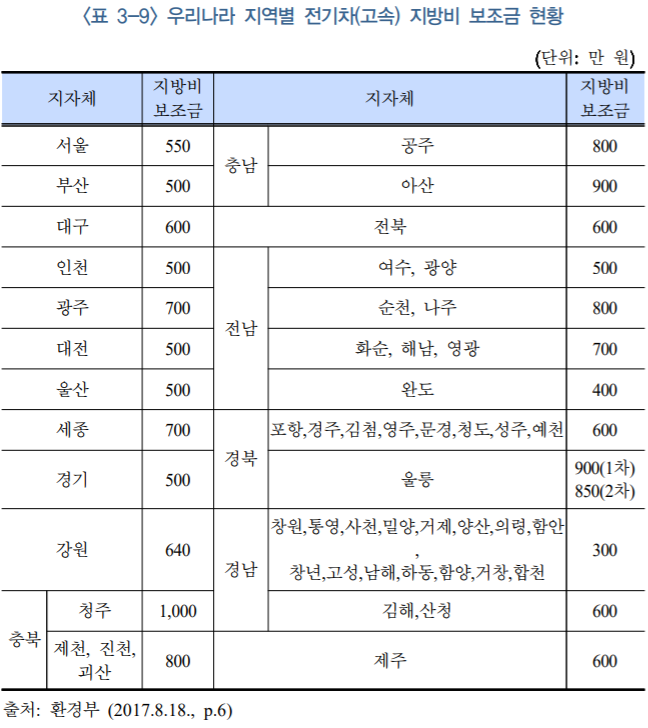 〈표 3-9〉 우리나라 지역별 전기차(고속) 지방비 보조금 현황
(단위: 만 원)
지자체 지방비 보조금 지자체 지방비 보조금
서울 550 충남 공주 800
부산 500 아산 900
대구 600 전북 600
인천 500 전남 여수, 광양 500
광주 700 순천, 나주 800
대전 500 화순, 해남, 영광 700
울산 500 완도 400
세종 700 경북 포항,경주,김첨,영주,문경,청도,성주,예천 600
경기 500 울릉 900(1차)
850(2차)
강원 640 경남 창원,통영,사천,밀양,거제,양산,의령,함안
,
창년,고성,남해,하동,함양,거창,합천 300
충북 청주 1,000 김해,산청 600
제천, 진천,
괴산 800 제주 600
출처: 환경부 (2017.8.18., p.6)